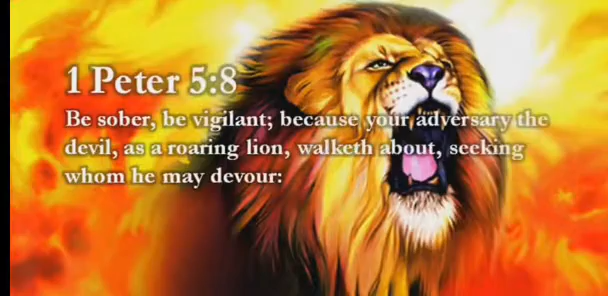 1 Peter 5:8
Be sober, be vigilant; because your adversary the
devil, as a roaring lion, walketh about, seeking
whom he may devour: